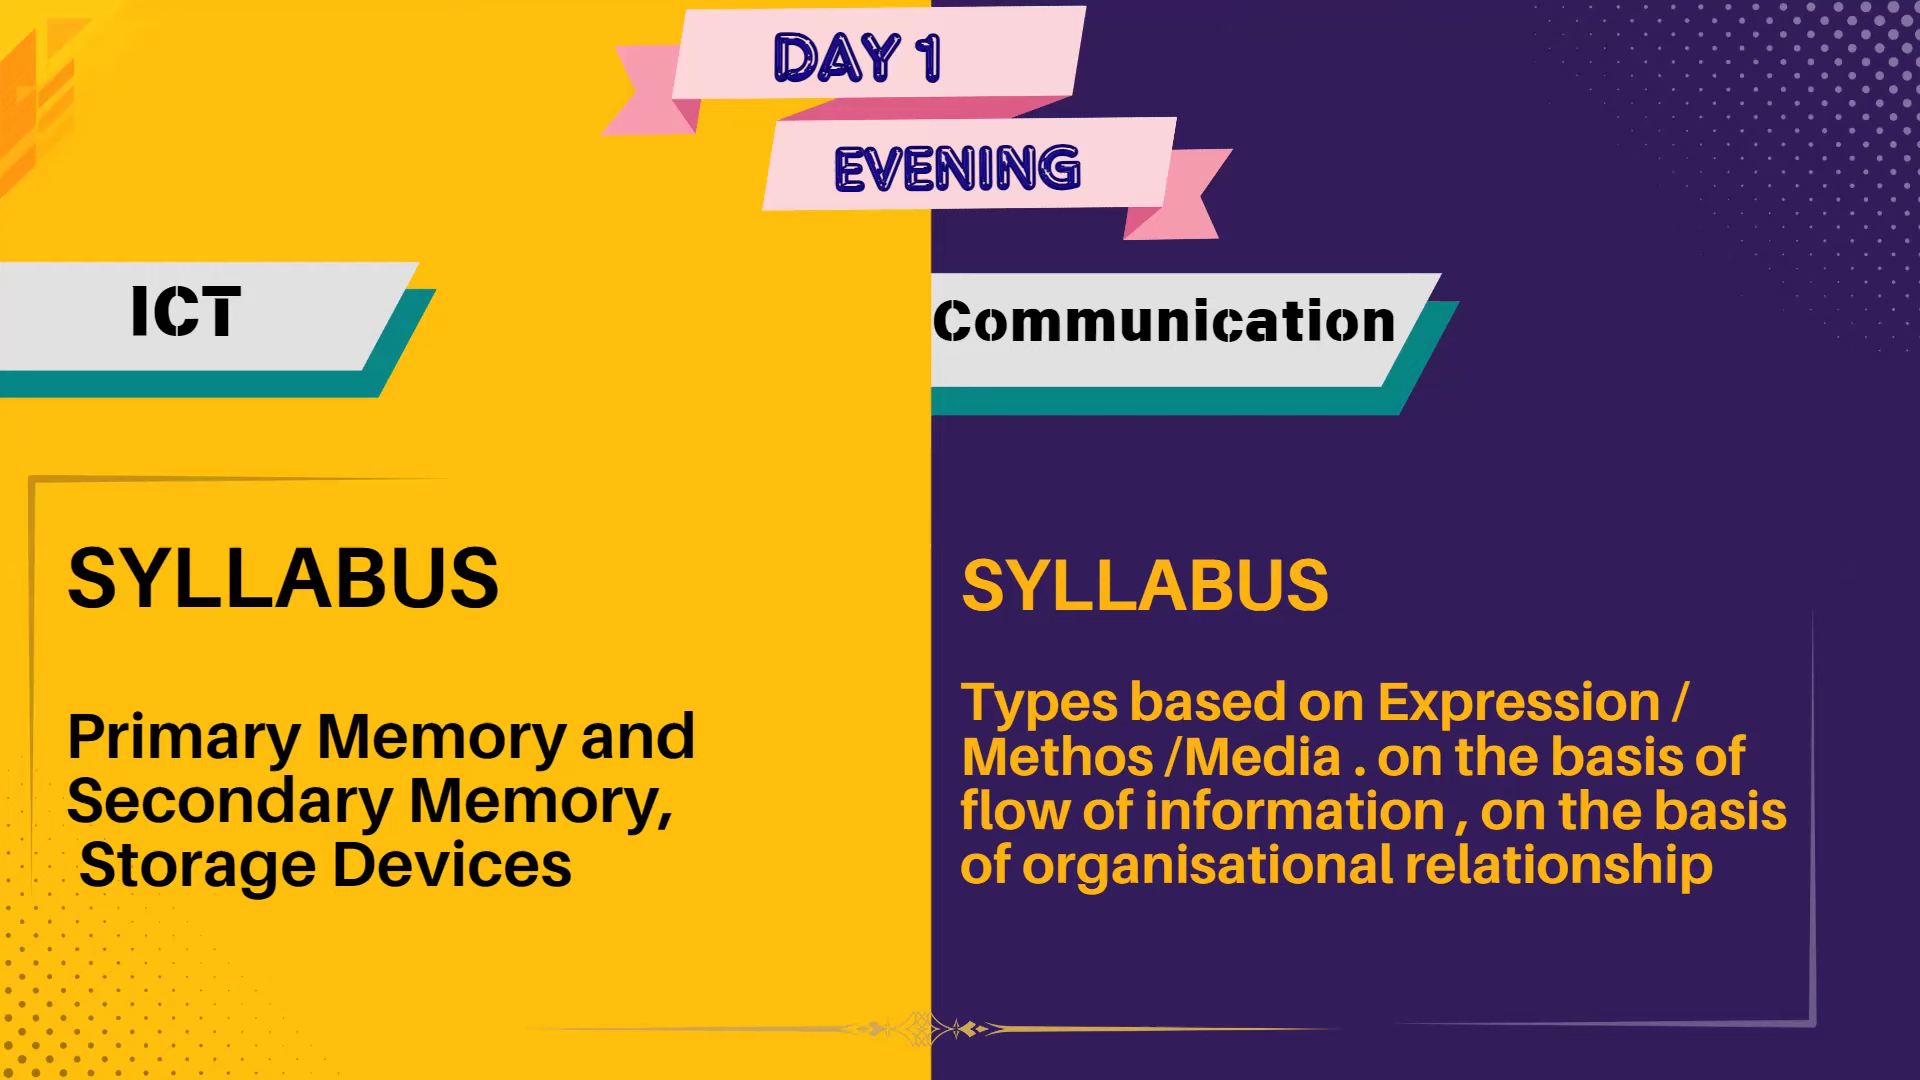 DAY 1
EVENING
ICT
SYLLABUS
Primary Memory and
Secondary Memory,
Storage Devices
Communication
SYLLABUS
Types based on Expression /
Methos /Media . on the basis of
flow of information , on the basis
of organisational relationship